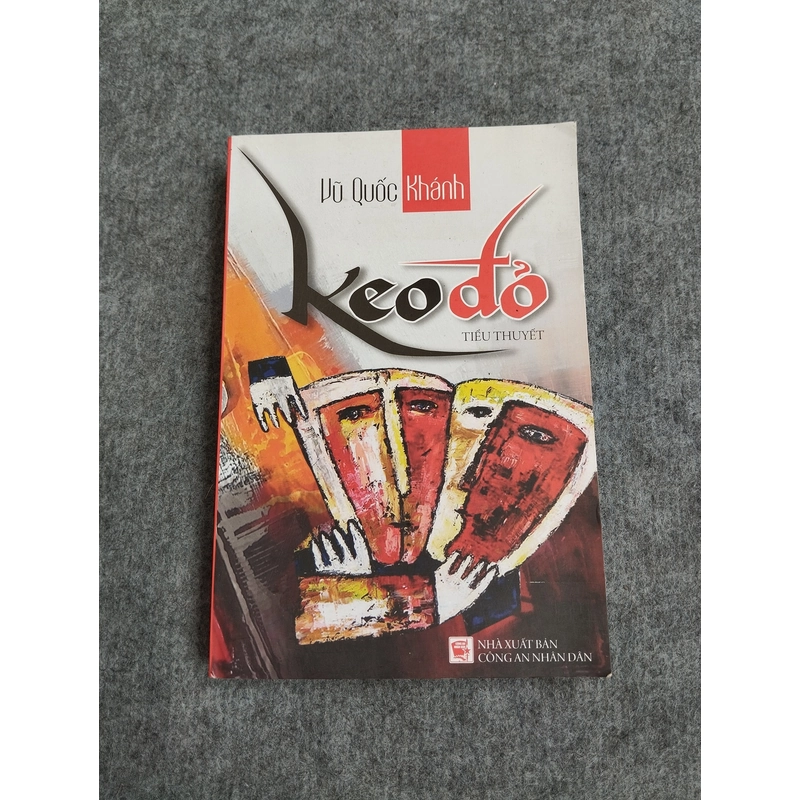 Vũ Quốc Khánh
Keo đỏ
TIỂU THUYẾT
NHÀ XUẤT BẢN
CÔNG AN NHÂN DÂN